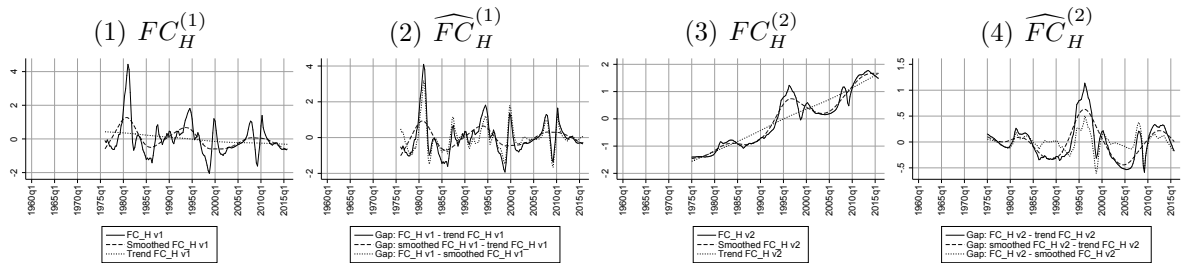 (1) $FC_H^{(1)}$
4
2
0
-2
1960q1
1965q1
1970q1
1975q1
1980q1
1985q1
1990q1
1995q1
2000q1
2005q1
2010q1
2015q1
FC_H v1
Smoothed FC_H v1
Trend FC_H v1
(2) $\widehat{FC}_H^{(1)}$
4
2
0
-2
1960q1
1965q1
1970q1
1975q1
1980q1
1985q1
1990q1
1995q1
2000q1
2005q1
2010q1
2015q1
Gap: FC_H v1 - trend FC_H v1
Gap: smoothed FC_H v1 - trend FC_H v1
Gap: FC_H v1 - smoothed FC_H v1
(3) $FC_H^{(2)}$
2
1
0
-1
-2
1960q1
1965q1
1970q1
1975q1
1980q1
1985q1
1990q1
1995q1
2000q1
2005q1
2010q1
2015q1
FC_H v2
Smoothed FC_H v2
Trend FC_H v2
(4) $\widehat{FC}_H^{(2)}$
1.5
1
.5
0
-.5
1960q1
1965q1
1970q1
1975q1
1980q1
1985q1
1990q1
1995q1
2000q1
2005q1
2010q1
2015q1
Gap: FC_H v2 - trend FC_H v2
Gap: smoothed FC_H v2 - trend FC_H v2
Gap: FC_H v2 - smoothed FC_H v2